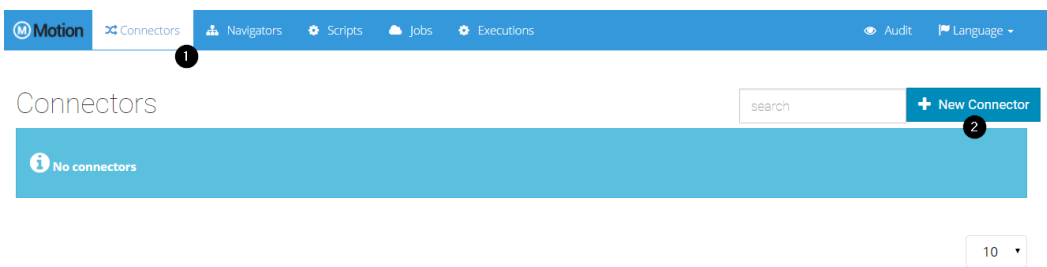 M Motion Connectors Navigators Scripts Jobs Executions Audit Language
1
Connectors search New Connector
2
No connectors
10